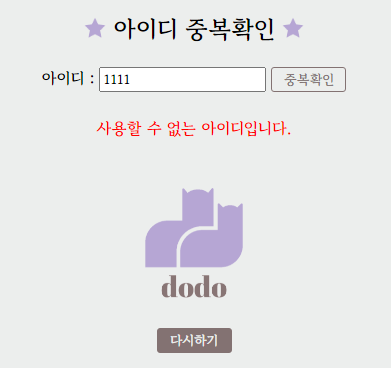 ★ 아이디 중복확인 ★
아이디 : 1111 중복확인
사용할 수 없는 아이디입니다.
dodo
다시하기